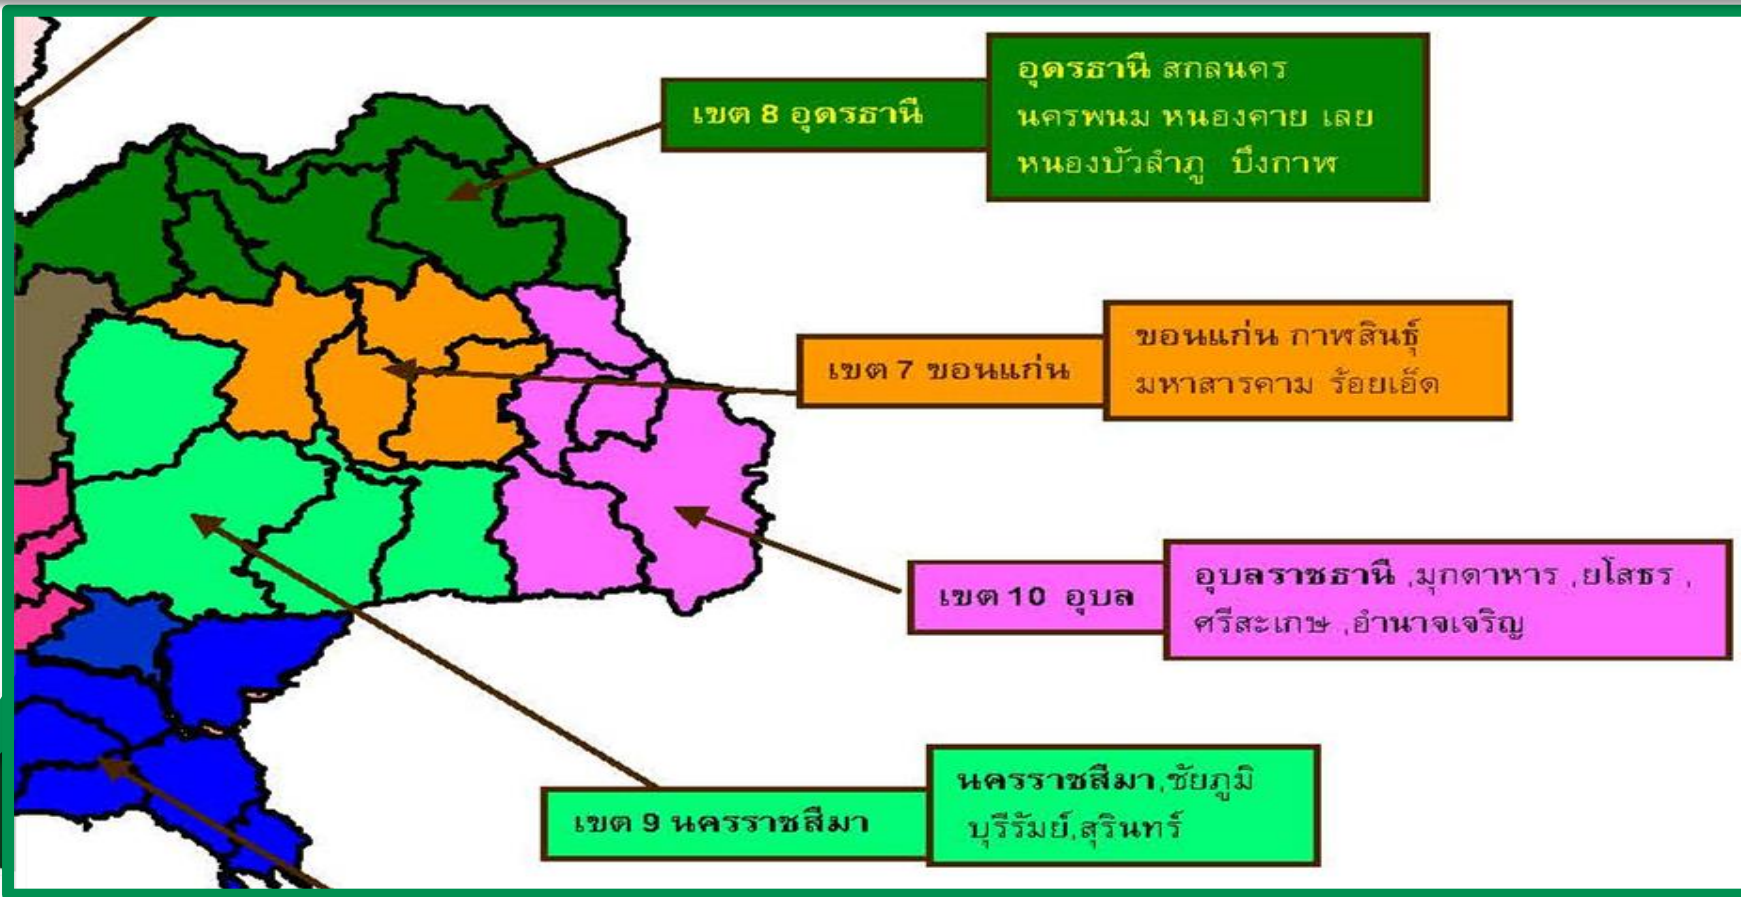 เขต 8 อุดรธานี
อุดรธานี สกลนคร
นครพนม หนองคาย เลย
หนองบัวลำภู บึงกาฬ
เขต 7 ขอนแก่น
ขอนแก่น กาฬสินธุ์
มหาสารคาม ร้อยเอ็ด
เขต 10 อุบล
อุบลราชธานี ,มุกดาหาร ,ยโสธร ,
ศรีสะเกษ ,อำนาจเจริญ
เขต 9 นครราชสีมา
นครราชสีมา,ชัยภูมิ
บุรีรัมย์,สุรินทร์